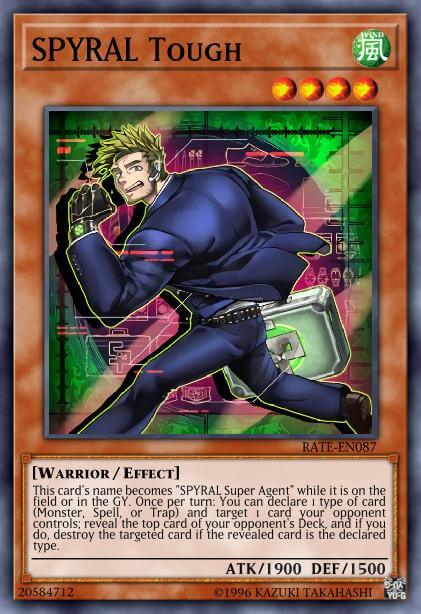 SPYRAL Tough
WIND
風
RATE-EN087
[Warrior / Effect]
This card's name becomes "SPYRAL Super Agent" while it is on the
field or in the GY. Once per turn: You can declare 1 type of card
(Monster, Spell, or Trap) and target 1 card your opponent
controls; reveal the top card of your opponent's Deck, and if you
do, destroy the targeted card if the revealed card is the declared
type.
ATK/1900 DEF/1500
20584712
©1996 KAZUKI TAKAHASHI